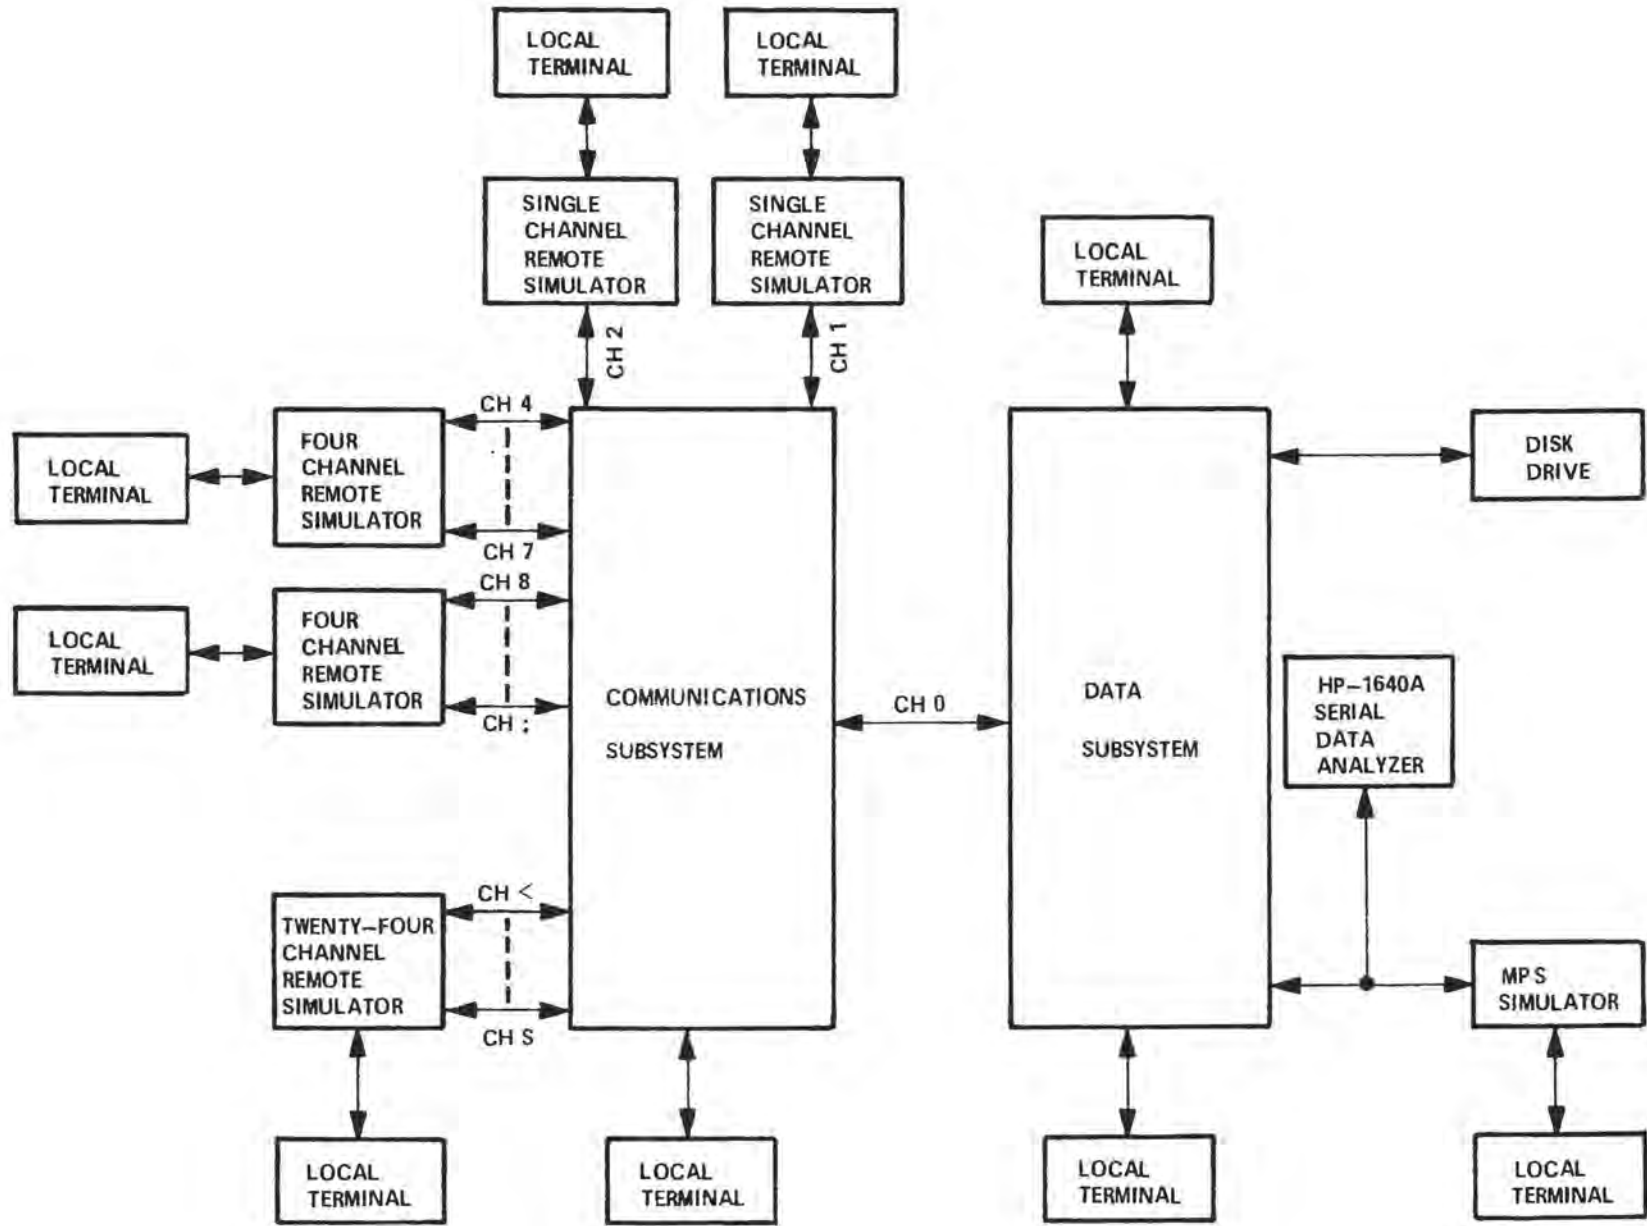 LOCAL
TERMINAL
LOCAL
TERMINAL
SINGLE
CHANNEL
REMOTE
SIMULATOR
SINGLE
CHANNEL
REMOTE
SIMULATOR
LOCAL
TERMINAL
CH 2
CH 1
CH 4
FOUR
CHANNEL
REMOTE
SIMULATOR
LOCAL
TERMINAL
DISK
DRIVE
CH 7
CH 8
FOUR
CHANNEL
REMOTE
SIMULATOR
LOCAL
TERMINAL
CH :
COMMUNICATIONS
SUBSYSTEM
CH 0
DATA
SUBSYSTEM
HP–1640A
SERIAL
DATA
ANALYZER
CH <
TWENTY–FOUR
CHANNEL
REMOTE
SIMULATOR
CH S
MPS
SIMULATOR
LOCAL
TERMINAL
LOCAL
TERMINAL
LOCAL
TERMINAL
LOCAL
TERMINAL